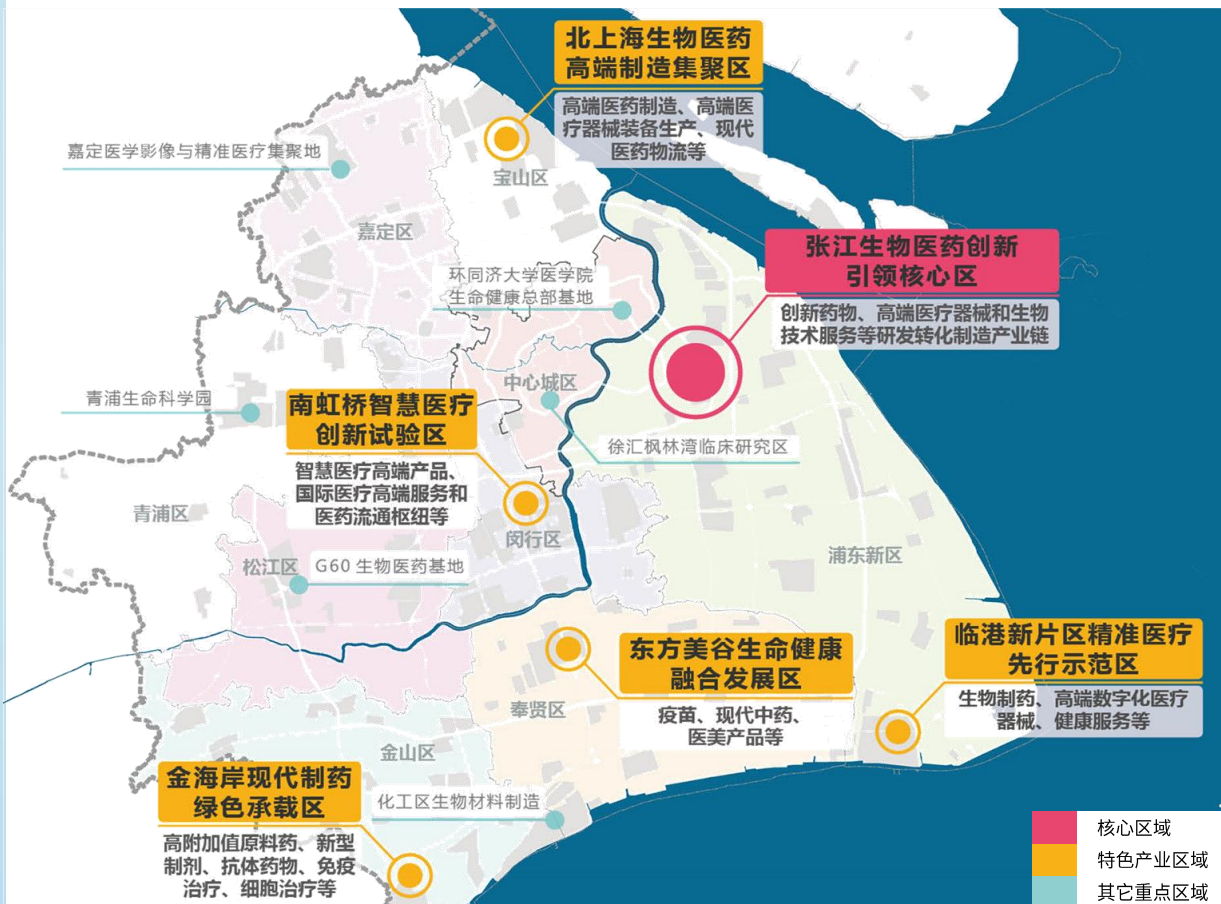 北上海生物医药
高端制造集聚区
高端医药制造、高端医
疗器械装备生产、现代
医药物流等
嘉定医学影像与精准医疗集聚地
宝山区
嘉定区
张江生物医药创新
引领核心区
创新药物、高端医疗器械和生物
技术服务等研发转化制造产业链
环同济大学医学院
生命健康总部基地
中心城区
青浦生命科学园
南虹桥智慧医疗
创新试验区
智慧医疗高端产品、
国际医疗高端服务和
医药流通枢纽等
徐汇枫林湾临床研究区
青浦区
闵行区
浦东新区
松江区
G60 生物医药基地
东方美谷生命健康
融合发展区
疫苗、现代中药、
医美产品等
临港新片区精准医疗
先行示范区
生物制药、高端数字化医疗
器械、健康服务等
奉贤区
金山区
金海岸现代制药
绿色承载区
高附加值原料药、新型
制剂、抗体药物、免疫
治疗、细胞治疗等
化工区生物材料制造
核心区域
特色产业区域
其它重点区域